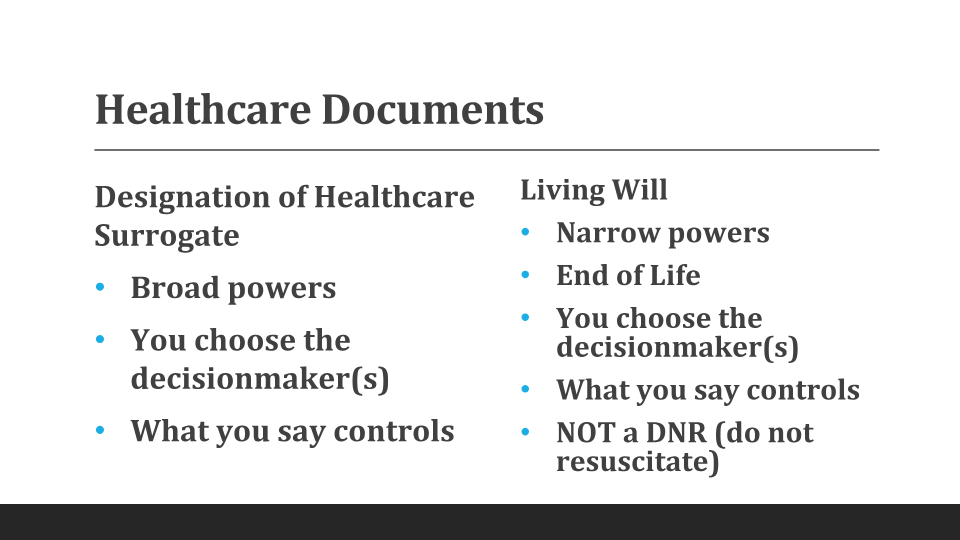 Healthcare Documents
Designation of Healthcare
Surrogate
• Broad powers
• You choose the
decisionmaker(s)
• What you say controls
Living Will
• Narrow powers
• End of Life
• You choose the
decisionmaker(s)
• What you say controls
• NOT a DNR (do not
resuscitate)